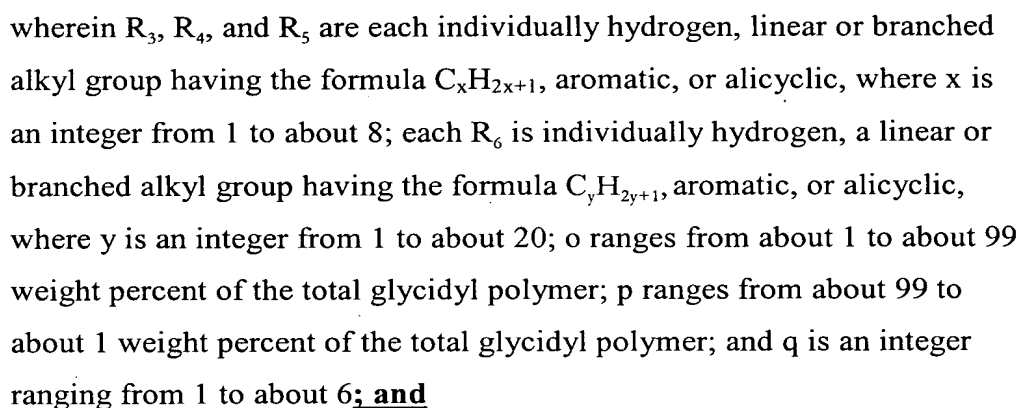 wherein R₃, R₄, and R₅ are each individually hydrogen, linear or branched
alkyl group having the formula CₓH₂ₓ₊₁, aromatic, or alicyclic, where x is
an integer from 1 to about 8; each R₆ is individually hydrogen, a linear or
branched alkyl group having the formula CᵧH₂ᵧ₊₁, aromatic, or alicyclic,
where y is an integer from 1 to about 20; o ranges from about 1 to about 99
weight percent of the total glycidyl polymer; p ranges from about 99 to
about 1 weight percent of the total glycidyl polymer; and q is an integer
ranging from 1 to about 6; and